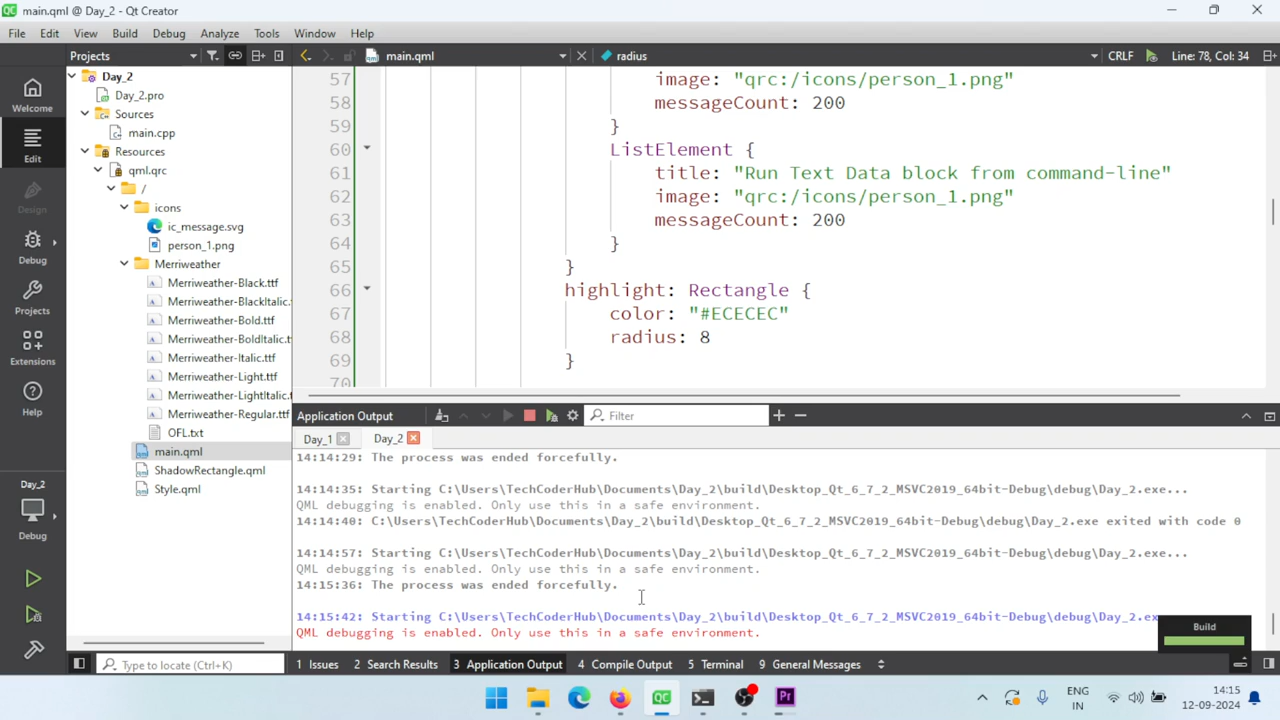 main.qml @ Day_2 - Qt Creator
File Edit View Build Debug Analyze Tools Window Help
Projects
main.qml
radius
CRLF
Line: 78, Col: 34
Welcome
Edit
Design
Debug
Projects
Extensions
Help
Day_2
Debug
Day_2
Day_2.pro
Sources
main.cpp
Resources
qml.qrc
/
icons
ic_message.svg
person_1.png
Merriweather
Merriweather-Black.ttf
Merriweather-BlackItalic.
Merriweather-Bold.ttf
Merriweather-BoldItalic.tt
Merriweather-Italic.ttf
Merriweather-Light.ttf
Merriweather-LightItalic.
Merriweather-Regular.ttf
OFL.txt
main.qml
ShadowRectangle.qml
Style.qml
57 image: "qrc:/icons/person_1.png"
58 messageCount: 200
59 }
60 ListElement {
61 title: "Run Text Data block from command-line"
62 image: "qrc:/icons/person_1.png"
63 messageCount: 200
64 }
65 }
66 highlight: Rectangle {
67 color: "#ECECEC"
68 radius: 8
69 }
70
Application Output
Filter
Day_1
Day_2
14:14:29: The process was ended forcefully.
14:14:35: Starting C:\Users\TechCoderHub\Documents\Day_2\build\Desktop_Qt_6_7_2_MSVC2019_64bit-Debug\debug\Day_2.exe...
QML debugging is enabled. Only use this in a safe environment.
14:14:40: C:\Users\TechCoderHub\Documents\Day_2\build\Desktop_Qt_6_7_2_MSVC2019_64bit-Debug\debug\Day_2.exe exited with code 0
14:14:57: Starting C:\Users\TechCoderHub\Documents\Day_2\build\Desktop_Qt_6_7_2_MSVC2019_64bit-Debug\debug\Day_2.exe...
QML debugging is enabled. Only use this in a safe environment.
14:15:36: The process was ended forcefully.
14:15:42: Starting C:\Users\TechCoderHub\Documents\Day_2\build\Desktop_Qt_6_7_2_MSVC2019_64bit-Debug\debug\Day_2.ex
QML debugging is enabled. Only use this in a safe environment.
Build
Type to locate (Ctrl+K)
1 Issues
2 Search Results
3 Application Output
4 Compile Output
5 Terminal
9 General Messages
QC
Pr
ENG
IN
14:15
12-09-2024